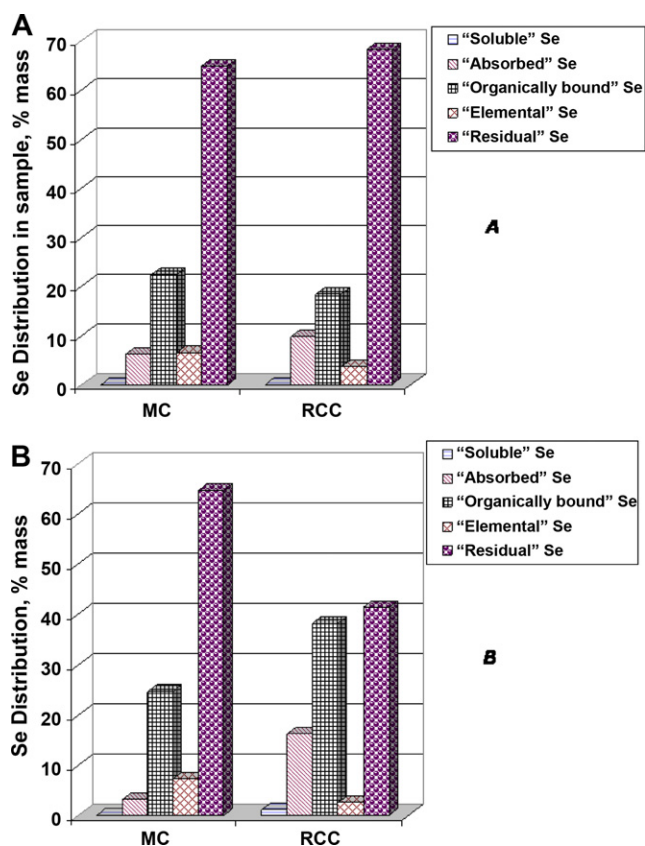 A
Se Distribution in sample, % mass
70
60
50
40
30
20
10
0
MC RCC
“Soluble” Se
“Absorbed” Se
“Organically bound” Se
“Elemental” Se
“Residual” Se
A
B
Se Distribution, % mass
70
60
50
40
30
20
10
0
MC RCC
“Soluble” Se
“Absorbed” Se
“Organically bound” Se
“Elemental” Se
“Residual” Se
B